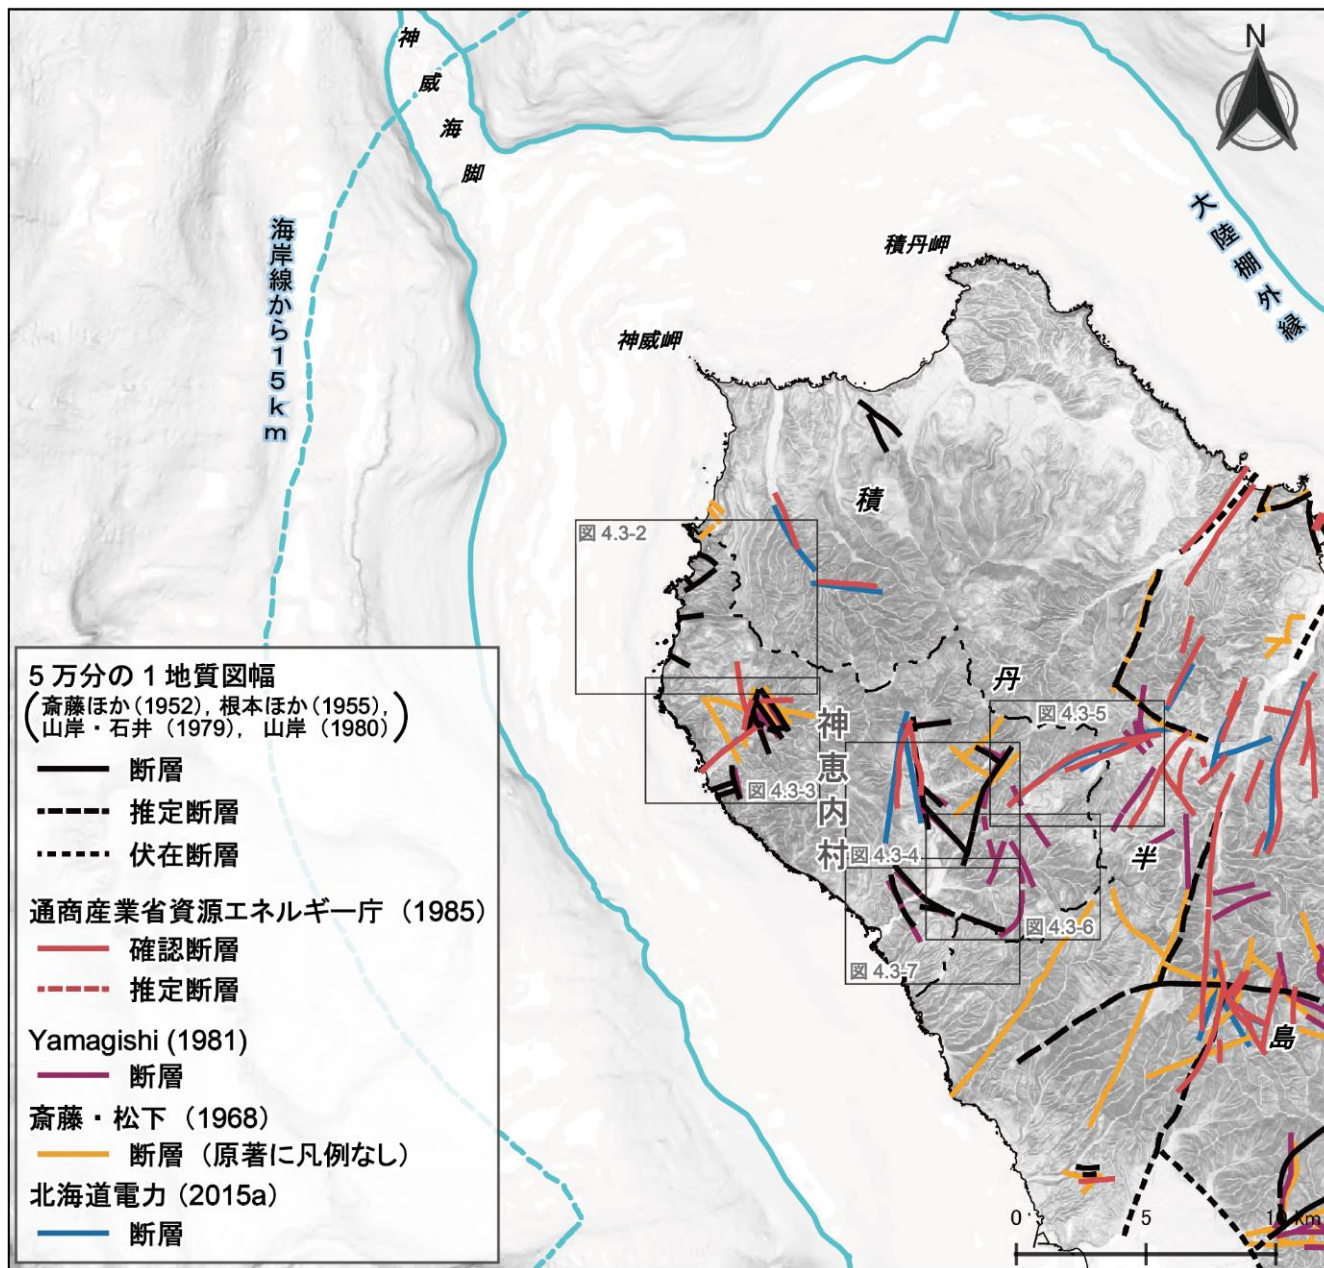 神威海脚
N
海岸線から15km
大陸棚外縁
積丹岬
神威岬
積丹半島
神恵内村
図 4.3-2
図 4.3-3
図 4.3-4
図 4.3-5
図 4.3-6
図 4.3-7
5万分の1地質図幅
(斎藤ほか(1952), 根本ほか(1955),
山岸・石井(1979), 山岸(1980))
断層
推定断層
伏在断層
通商産業省資源エネルギー庁(1985)
確認断層
推定断層
Yamagishi (1981)
断層
斎藤・松下(1968)
断層(原著に凡例なし)
北海道電力(2015a)
断層
0 5 10 km